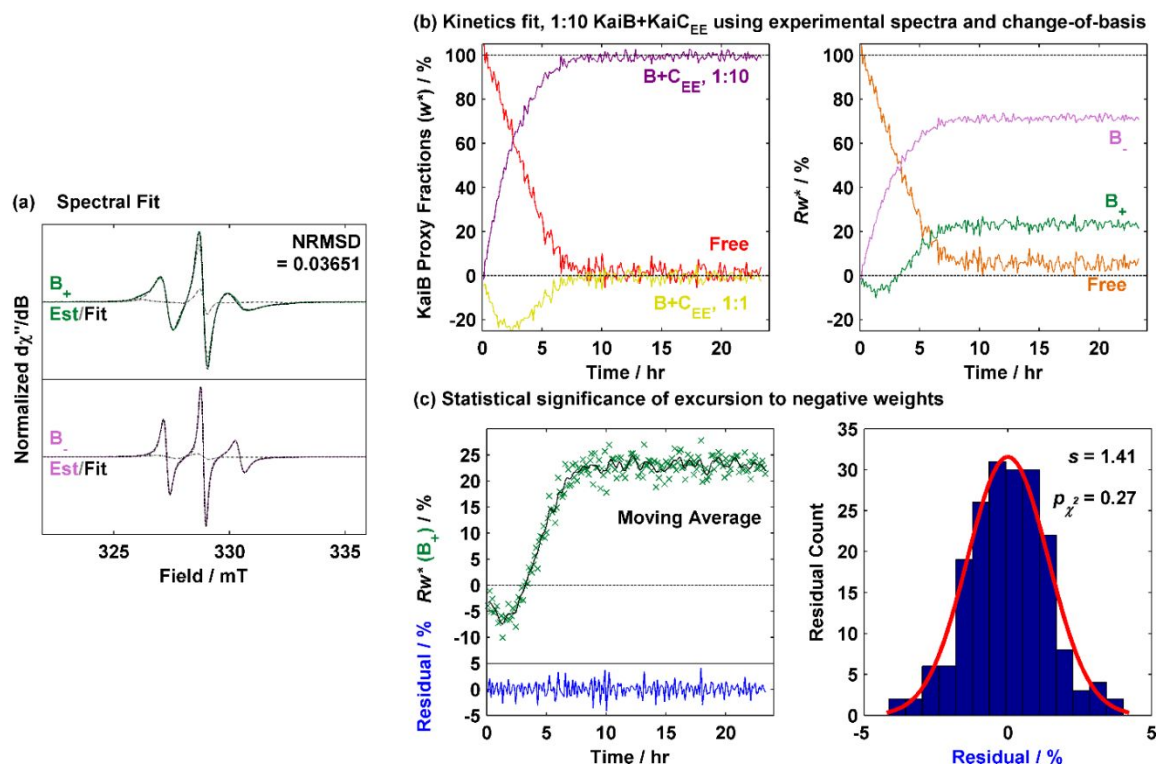 (a) Spectral Fit
NRMSD
= 0.03651
B+
Est/Fit
B-
Est/Fit
Normalized dχ"/dB
325 330 335
Field / mT
(b) Kinetics fit, 1:10 KaiB+KaiCEE using experimental spectra and change-of-basis
KaiB Proxy Fractions (w*) / %
100
80
60
40
20
0
-20
B+CEE, 1:10
Free
B+CEE, 1:1
0 5 10 15 20
Time / hr
Rw* / %
100
80
60
40
20
0
-20
B-
B+
Free
0 5 10 15 20
Time / hr
(c) Statistical significance of excursion to negative weights
Residual / % Rw* (B+) / %
30
25
20
15
10
5
0
-5
-10
5
0
-5
Moving Average
0 5 10 15 20
Time / hr
Residual Count
35
30
25
20
15
10
5
0
s = 1.41
pχ² = 0.27
-5 0 5
Residual / %